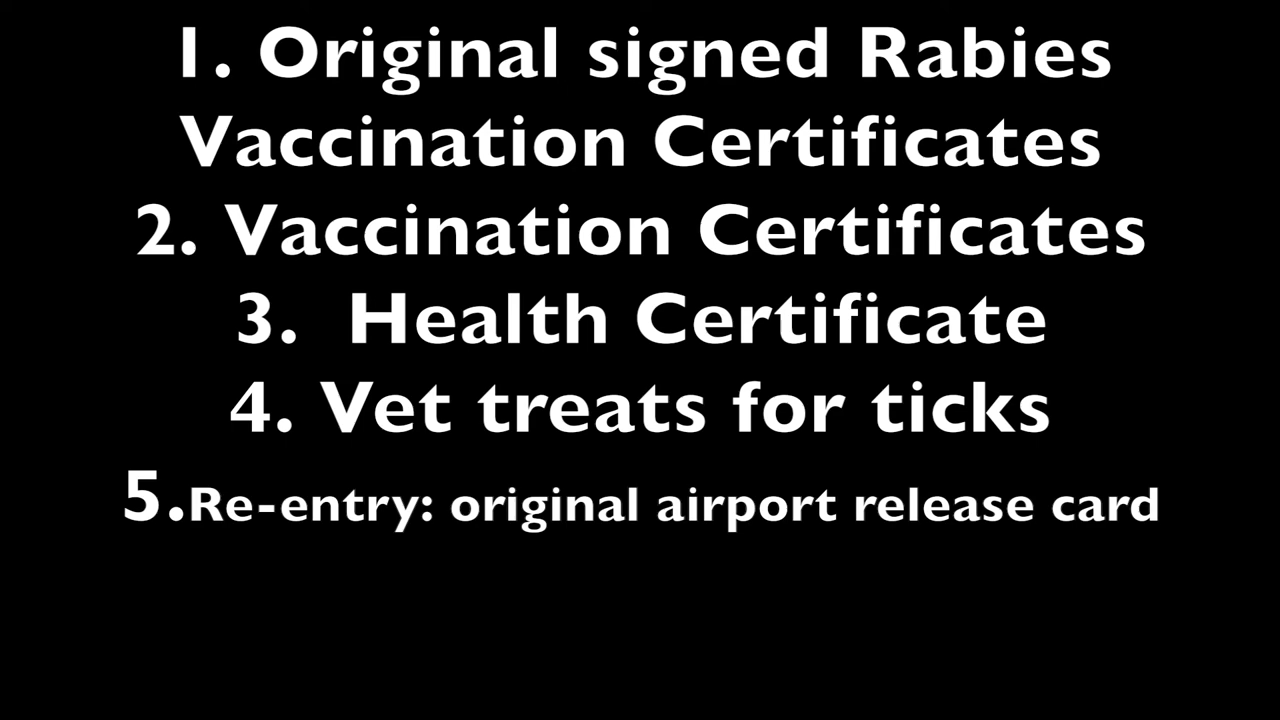 1. Original signed Rabies
Vaccination Certificates
2. Vaccination Certificates
3. Health Certificate
4. Vet treats for ticks
5.Re-entry: original airport release card